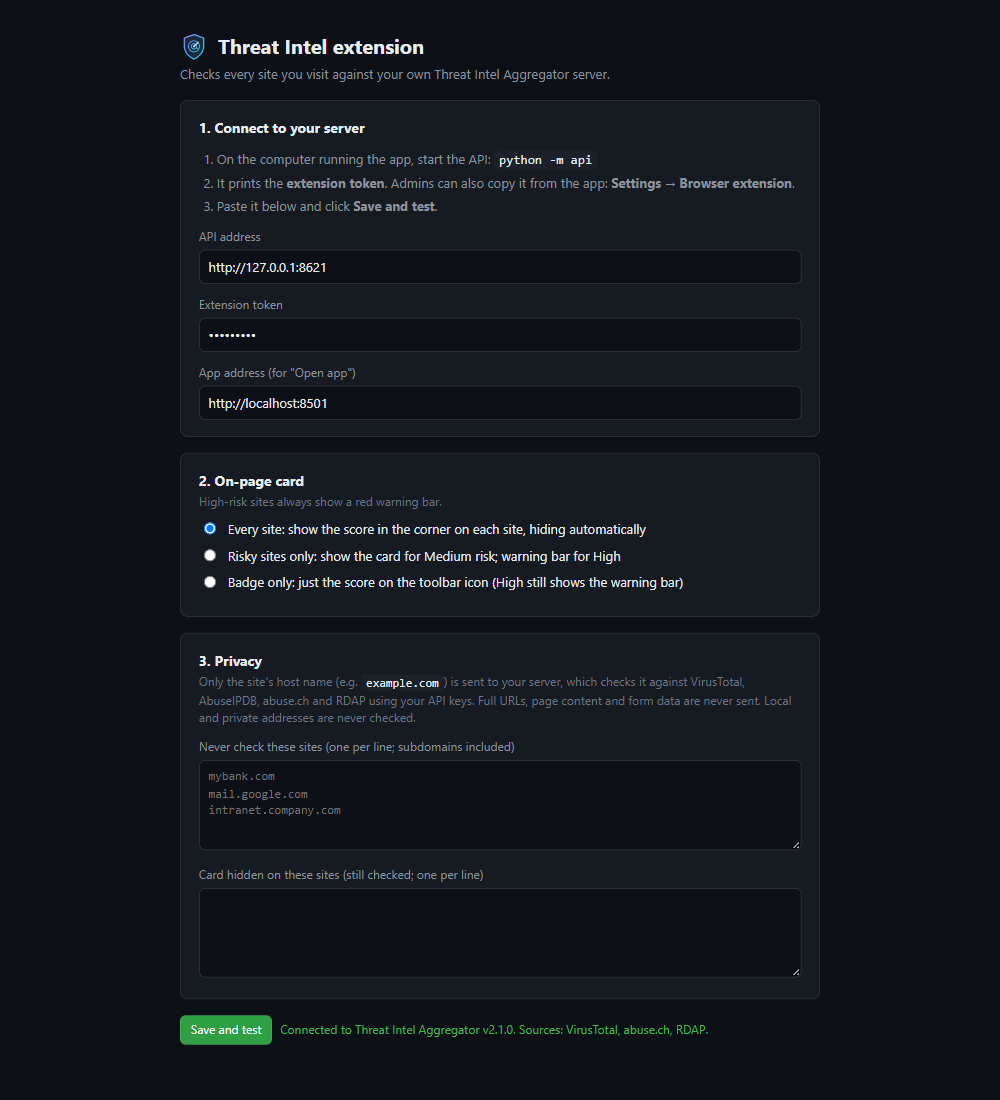 Threat Intel extension
Checks every site you visit against your own Threat Intel Aggregator server.
1. Connect to your server
1. On the computer running the app, start the API: python -m api
2. It prints the extension token. Admins can also copy it from the app: Settings → Browser extension.
3. Paste it below and click Save and test.
API address
http://127.0.0.1:8621
Extension token
•••••••••
App address (for "Open app")
http://localhost:8501
2. On-page card
High-risk sites always show a red warning bar.
Every site: show the score in the corner on each site, hiding automatically
Risky sites only: show the card for Medium risk; warning bar for High
Badge only: just the score on the toolbar icon (High still shows the warning bar)
3. Privacy
Only the site's host name (e.g. example.com) is sent to your server, which checks it against VirusTotal,
AbuseIPDB, abuse.ch and RDAP using your API keys. Full URLs, page content and form data are never sent. Local
and private addresses are never checked.
Never check these sites (one per line; subdomains included)
mybank.com
mail.google.com
intranet.company.com
Card hidden on these sites (still checked; one per line)
Save and test Connected to Threat Intel Aggregator v2.1.0. Sources: VirusTotal, abuse.ch, RDAP.